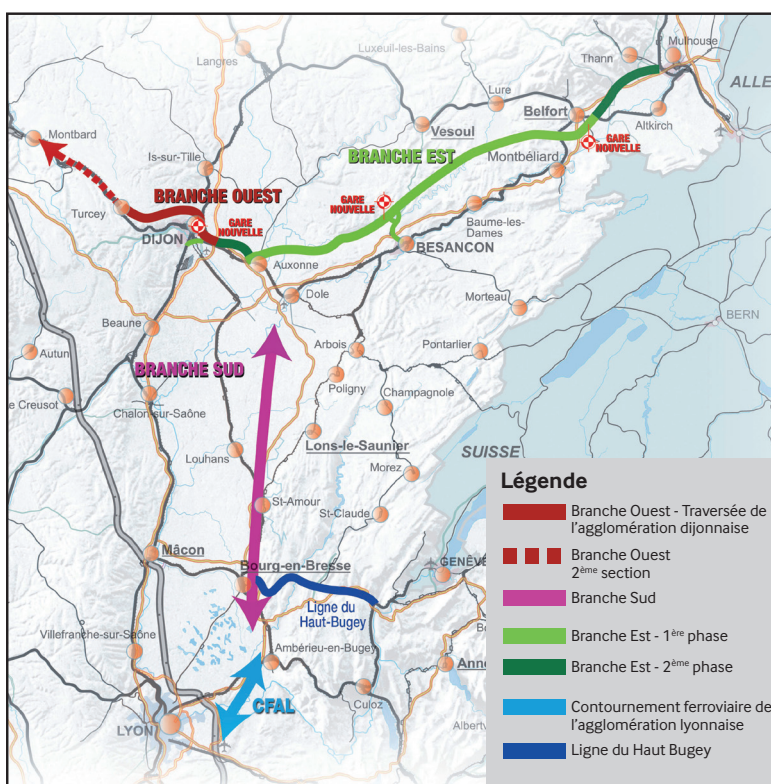 Luxeuil-les-Bains
Langres
Thann
Mulhouse
ALLE
Lure
Belfort
Vesoul
Altkirch
Montbard
BRANCHE EST
GARE
NOUVELLE
Montbéliard
Is-sur-Tille
BRANCHE OUEST
GARE
NOUVELLE
Turcey
GARE
NOUVELLE
Baume-les-
Dames
DIJON
BESANCON
Auxonne
Dole
Morteau
BERN
Beaune
Arbois
Pontarlier
Autun
BRANCHE SUD
Poligny
Champagnole
e Creusot
Chalon-sur-Saône
Lons-le-Saunier
SUISSE
Louhans
Morez
St-Amour
St-Claude
Mâcon
Bourg-en-Bresse
GENÈVE
Ligne du
Haut-Bugey
Villefranche-sur-Saône
Ambérieu-en-Bugey
Anne
CFAL
Culoz
LYON
Albertv
Légende
Branche Ouest - Traversée de
l'agglomération dijonnaise
Branche Ouest
2ème section
Branche Sud
Branche Est - 1ère phase
Branche Est - 2ème phase
Contournement ferroviaire de
l'agglomération lyonnaise
Ligne du Haut Bugey